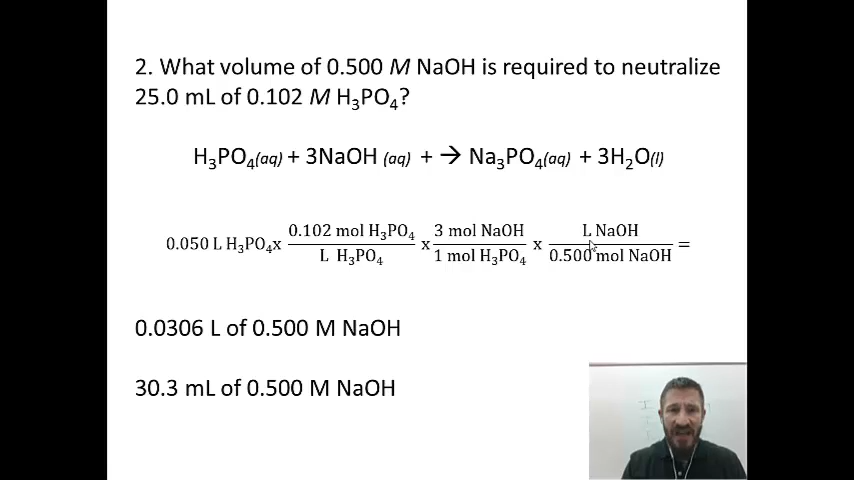 2. What volume of 0.500 M NaOH is required to neutralize
25.0 mL of 0.102 M H₃PO₄?
H₃PO₄(aq) + 3NaOH (aq) + → Na₃PO₄(aq) + 3H₂O(l)
0.050 L H₃PO₄x 0.102 mol H₃PO₄ / L H₃PO₄ x 3 mol NaOH / 1 mol H₃PO₄ x L NaOH / 0.500 mol NaOH =
0.0306 L of 0.500 M NaOH
30.3 mL of 0.500 M NaOH